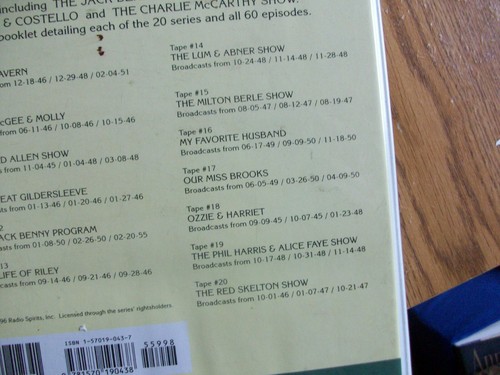 including THE JACK
& COSTELLO and THE CHARLIE McCARTHY SHOW.
booklet detailing each of the 20 series and all 60 episodes.
AVERN
from 12-18-46 / 12-29-48 / 02-04-51
cGEE & MOLLY
from 06-11-46 / 10-08-46 / 10-15-46
D ALLEN SHOW
s from 11-04-45 / 01-04-48 / 03-08-48
EAT GILDERSLEEVE
s from 01-13-46 / 01-20-46 / 01-27-46
2
ACK BENNY PROGRAM
casts from 01-08-50 / 02-26-50 / 02-20-55
13
LIFE OF RILEY
casts from 09-14-46 / 09-21-46 / 09-28-46
Tape #14
THE LUM & ABNER SHOW
Broadcasts from 10-24-48 / 11-14-48 / 11-28-48
Tape #15
THE MILTON BERLE SHOW
Broadcasts from 08-05-47 / 08-12-47 / 08-19-47
Tape #16
MY FAVORITE HUSBAND
Broadcasts from 06-17-49 / 09-09-50 / 11-18-50
Tape #17
OUR MISS BROOKS
Broadcasts from 06-05-49 / 03-26-50 / 04-09-50
Tape #18
OZZIE & HARRIET
Broadcasts from 09-09-45 / 10-07-45 / 01-23-48
Tape #19
THE PHIL HARRIS & ALICE FAYE SHOW
Broadcasts from 10-17-48 / 10-31-48 / 11-14-48
Tape #20
THE RED SKELTON SHOW
Broadcasts from 10-01-46 / 01-07-47 / 10-21-47
96 Radio Spirits, Inc. Licensed through the series' rightsholders
ISBN 1-57019-043-7
55998
9781570190438